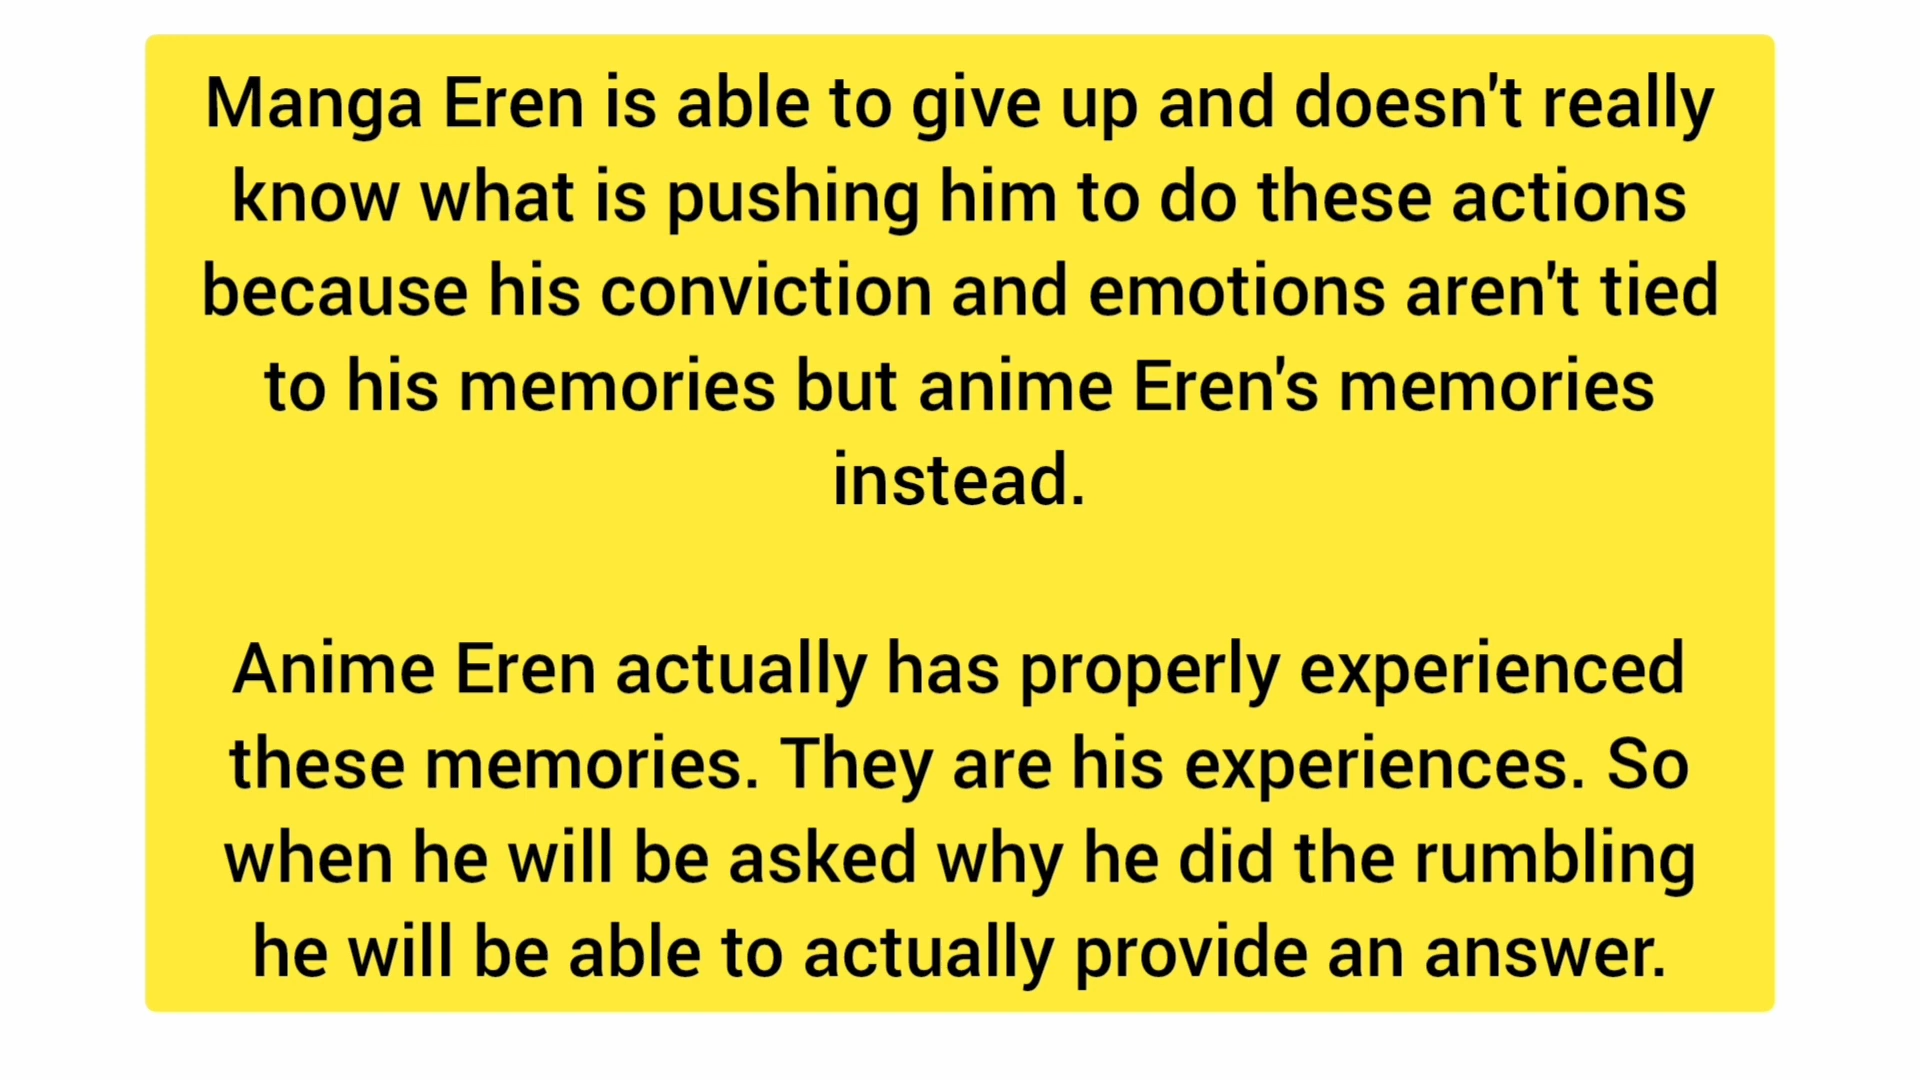 Manga Eren is able to give up and doesn't really
know what is pushing him to do these actions
because his conviction and emotions aren't tied
to his memories but anime Eren's memories
instead.
Anime Eren actually has properly experienced
these memories. They are his experiences. So
when he will be asked why he did the rumbling
he will be able to actually provide an answer.